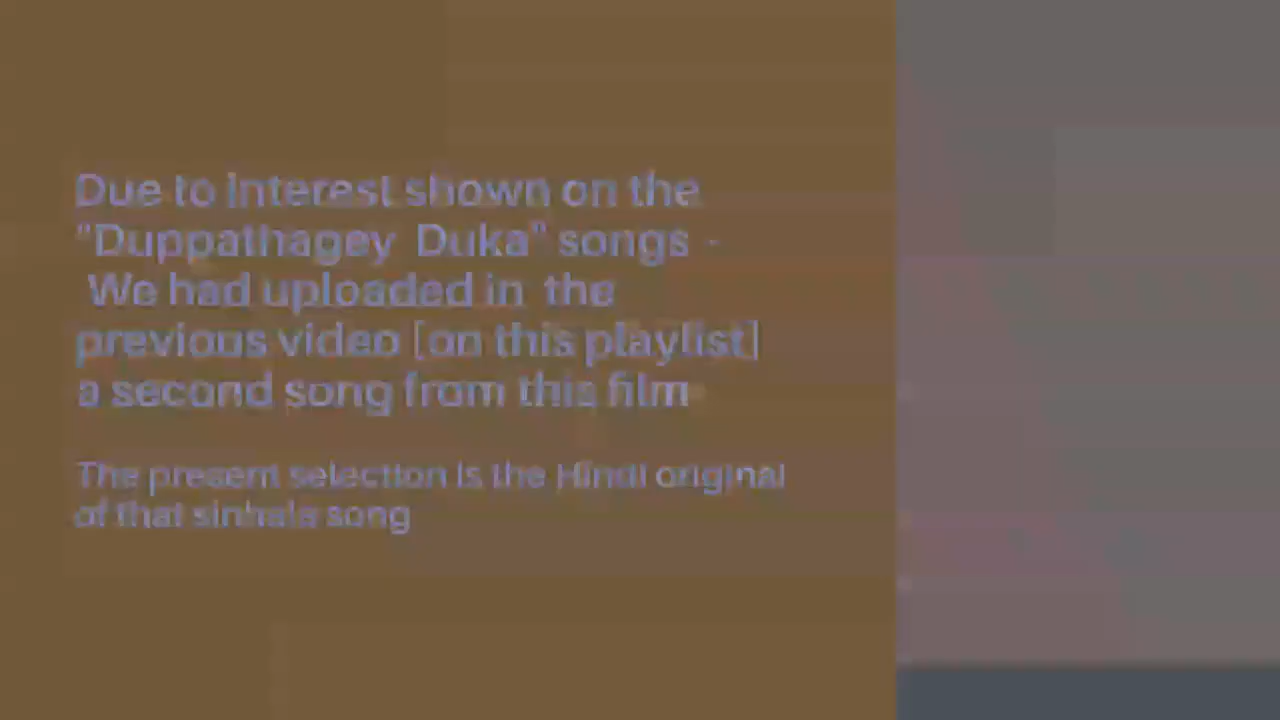 Due to interest shown on the
"Duppathagey Duka" songs -
We had uploaded in the
previous video [on this playlist]
a second song from this film
The present selection is the Hindi original
of that sinhala song